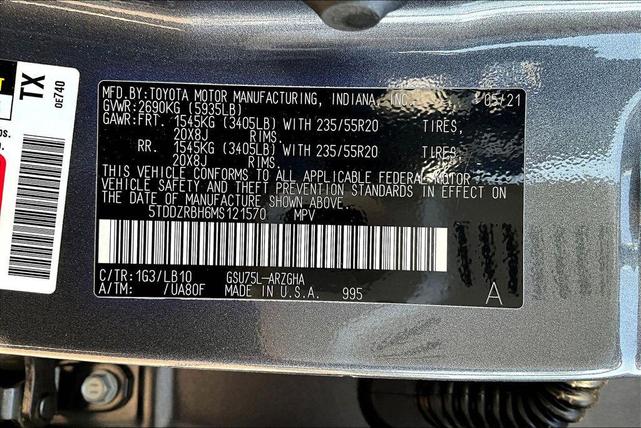 TX
OE740
MFD.BY:TOYOTA MOTOR MANUFACTURING, INDIANA, INC. 05/21
GVWR:2690KG (5935LB)
GAWR:FRT. 1545KG (3405LB) WITH 235/55R20 TIRES,
20X8J RIMS.
RR. 1545KG (3405LB) WITH 235/55R20 TIRES,
20X8J RIMS.
THIS VEHICLE CONFORMS TO ALL APPLICABLE FEDERAL MOTOR
VEHICLE SAFETY AND THEFT PREVENTION STANDARDS IN EFFECT ON
THE DATE OF MANUFACTURE SHOWN ABOVE.
5TDDZRBH6MS121570 MPV
C/TR:1G3/LB10 GSU75L-ARZGHA
A/TM: /UA80F MADE IN U.S.A. 995
A